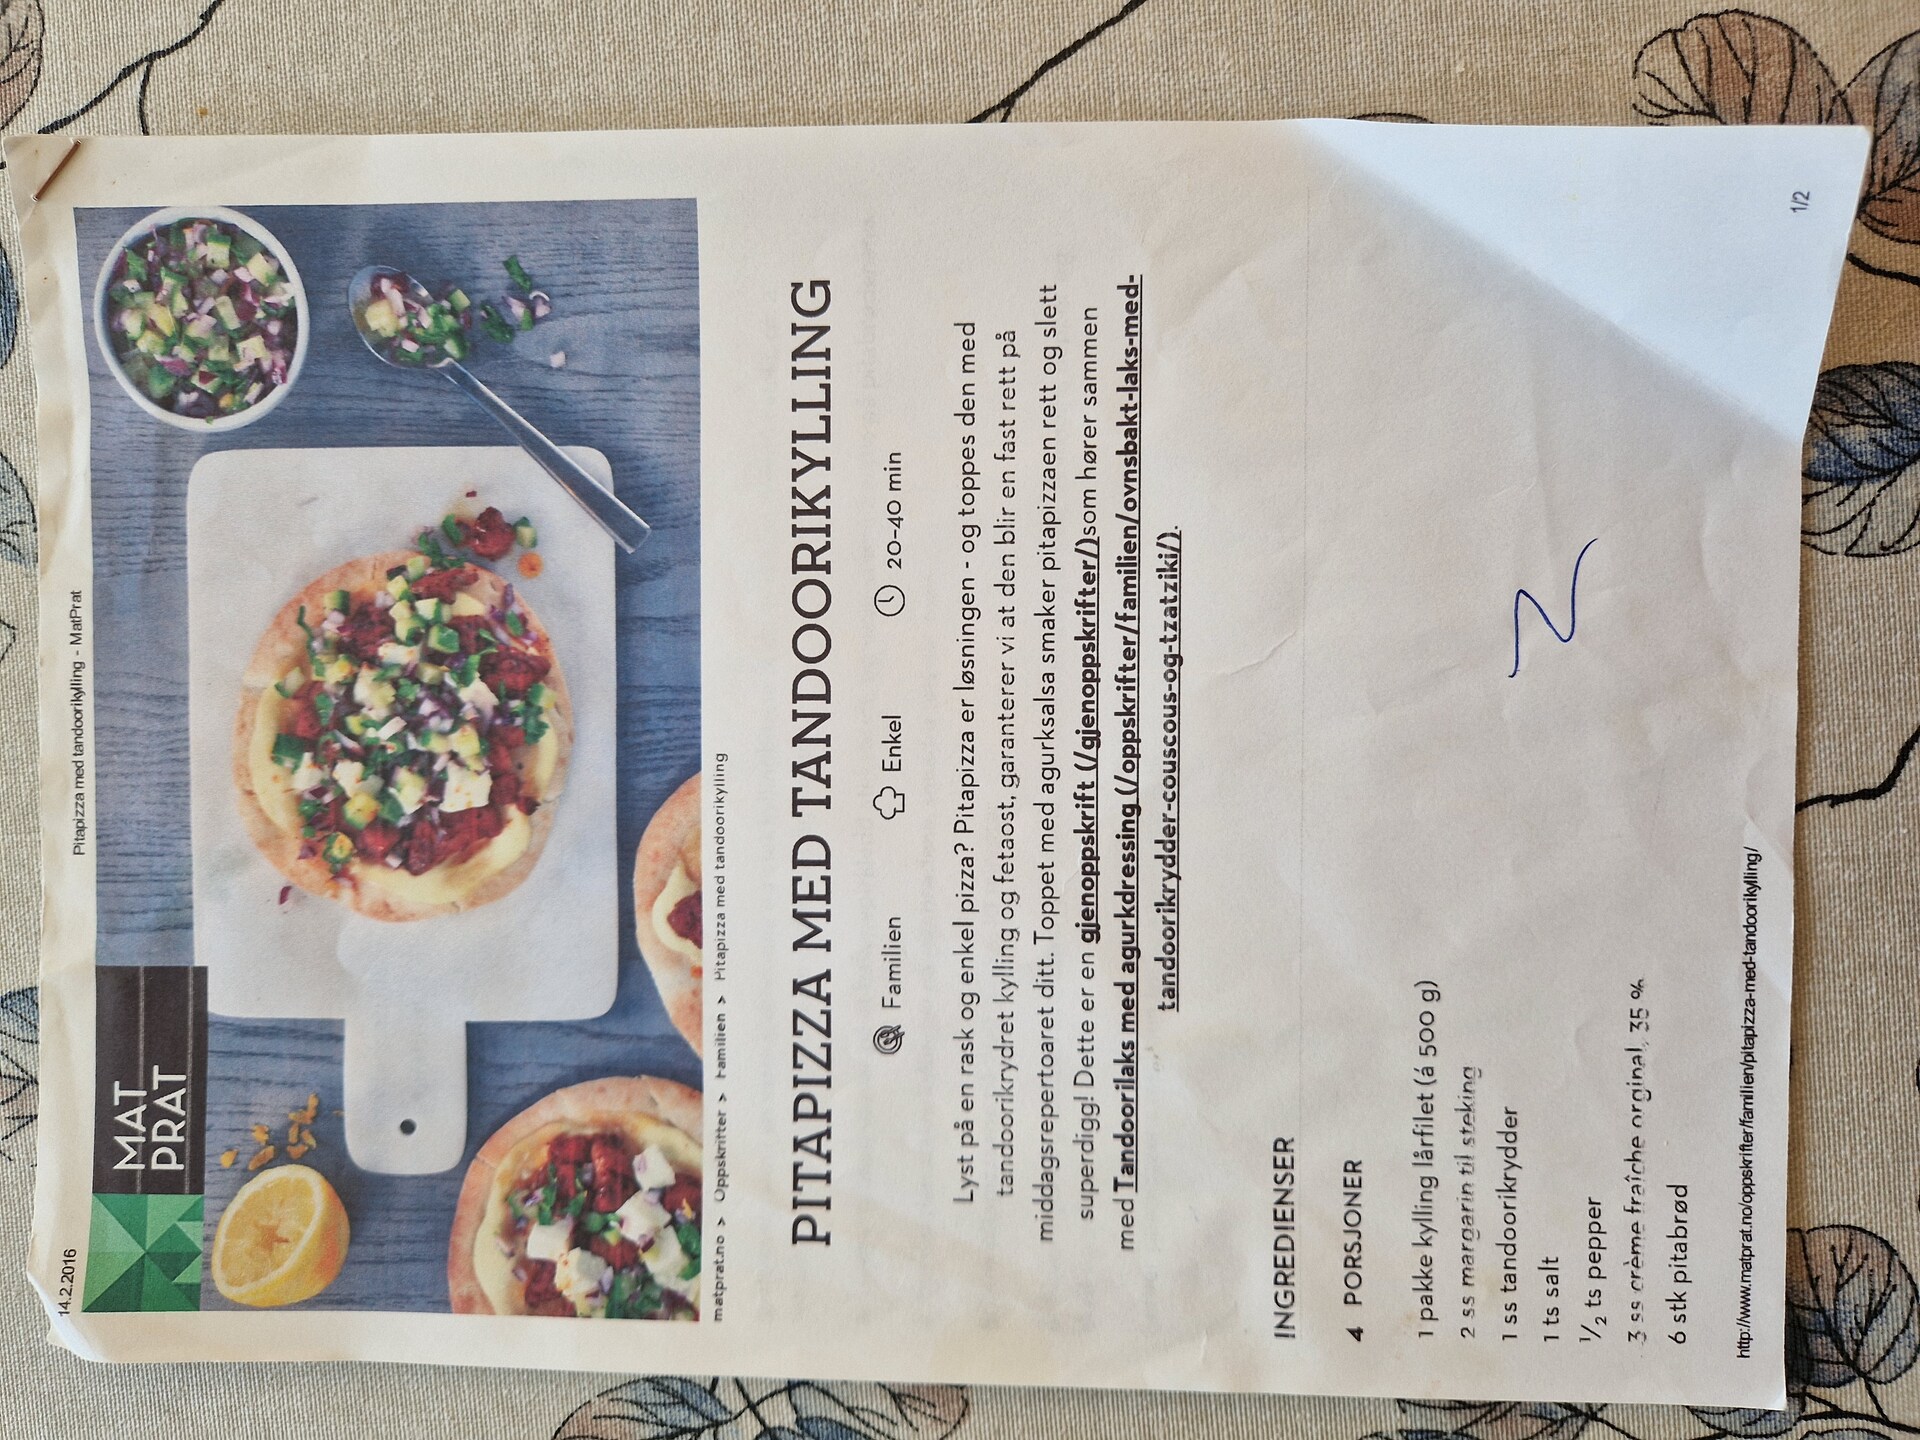 14.2.2016
Pitapizza med tandoorikylling - MatPrat
MAT
PRAT
matprat.no > Oppskrifter > Familien > Pitapizza med tandoorikylling
PITAPIZZA MED TANDOORIKYLLING
Familien Enkel 20-40 min
Lyst på en rask og enkel pizza? Pitapizza er løsningen - og toppes den med
tandoorikrydret kylling og fetaost, garanterer vi at den blir en fast rett på
middagsrepertoaret ditt. Toppet med agurksalsa smaker pitapizzaen rett og slett
superdigg! Dette er en gjenoppskrift (/gjenoppskrifter/)som hører sammen
med Tandoorilaks med agurkdressing (/oppskrifter/familien/ovnsbakt-laks-med-
tandoorikrydder-couscous-og-tzatziki/).
INGREDIENSER
4 PORSJONER
1 pakke kylling lårfilet (á 500 g)
2 ss margarin til steking
1 ss tandoorikrydder
1 ts salt
½ ts pepper
3 ss crème fraîche orginal, 35 %
6 stk pitabrød
http://www.matprat.no/oppskrifter/familien/pitapizza-med-tandoorikylling/
1/2